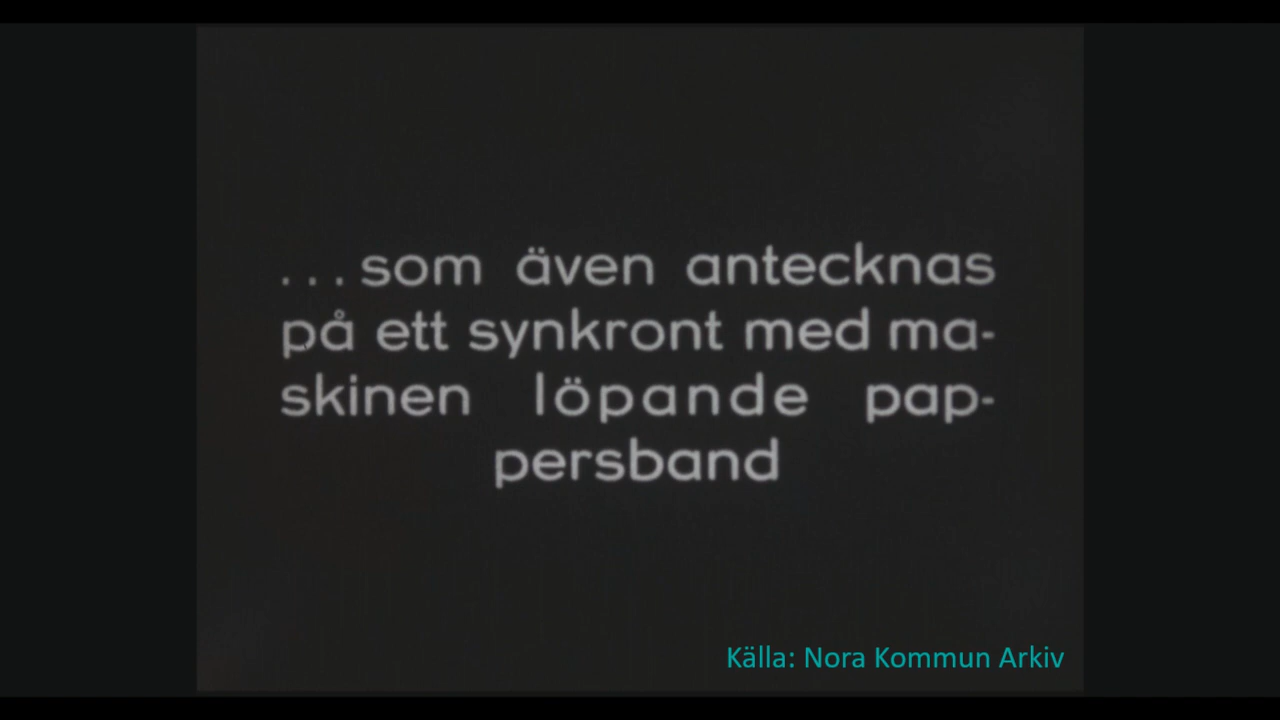 ...som även antecknas
på ett synkront med ma-
skinen löpande pap-
persband
Källa: Nora Kommun Arkiv